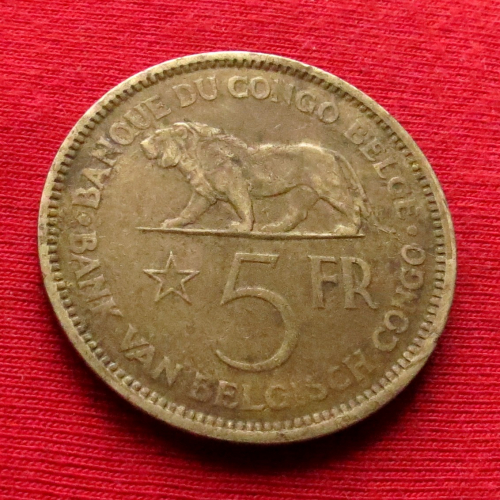 · BANQUE DU CONGO BELGE ·
5 FR
BANK VAN BELGISCH CONGO